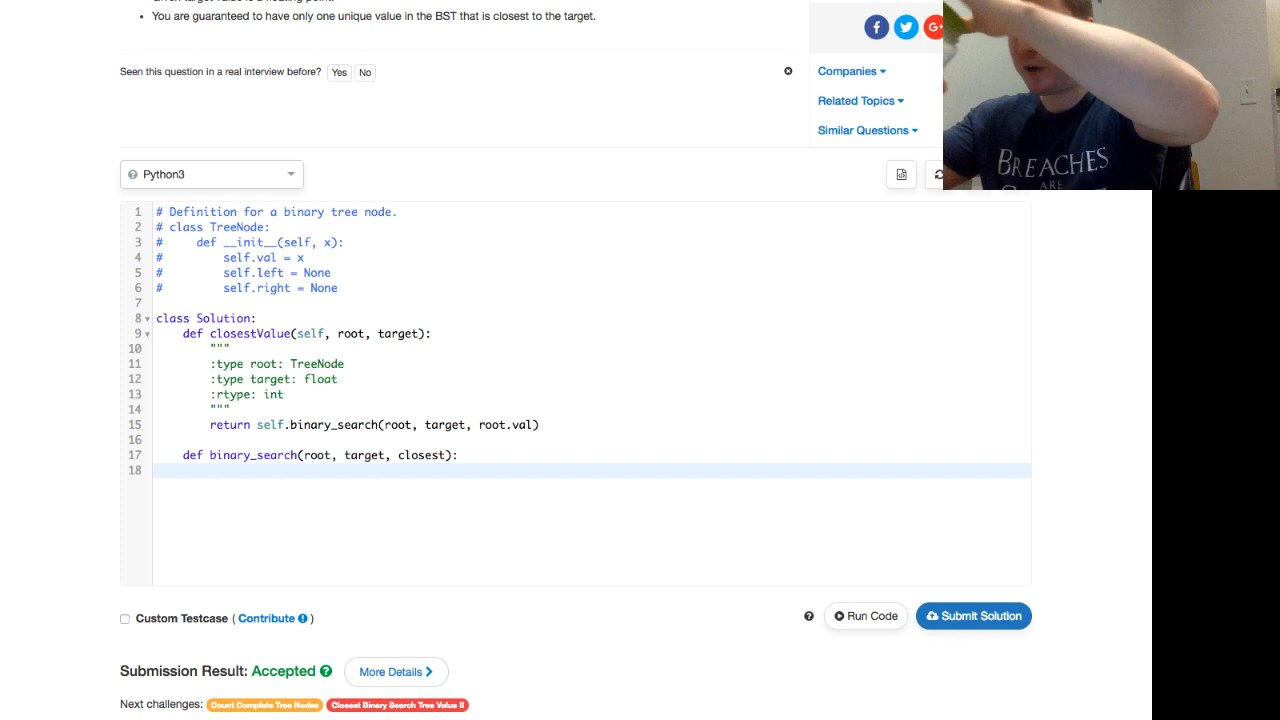 You are guaranteed to have only one unique value in the BST that is closest to the target.
Seen this question in a real interview before? Yes No
Companies
Related Topics
Similar Questions
Python3
1 # Definition for a binary tree node.
2 # class TreeNode:
3 #     def __init__(self, x):
4 #         self.val = x
5 #         self.left = None
6 #         self.right = None
7
8 class Solution:
9     def closestValue(self, root, target):
10         """
11         :type root: TreeNode
12         :type target: float
13         :rtype: int
14         """
15         return self.binary_search(root, target, root.val)
16
17     def binary_search(root, target, closest):
18
Custom Testcase ( Contribute )
Run Code
Submit Solution
Submission Result: Accepted
More Details
Next challenges: Count Complete Tree Nodes Closest Binary Search Tree Value II
BREACHES
ARE